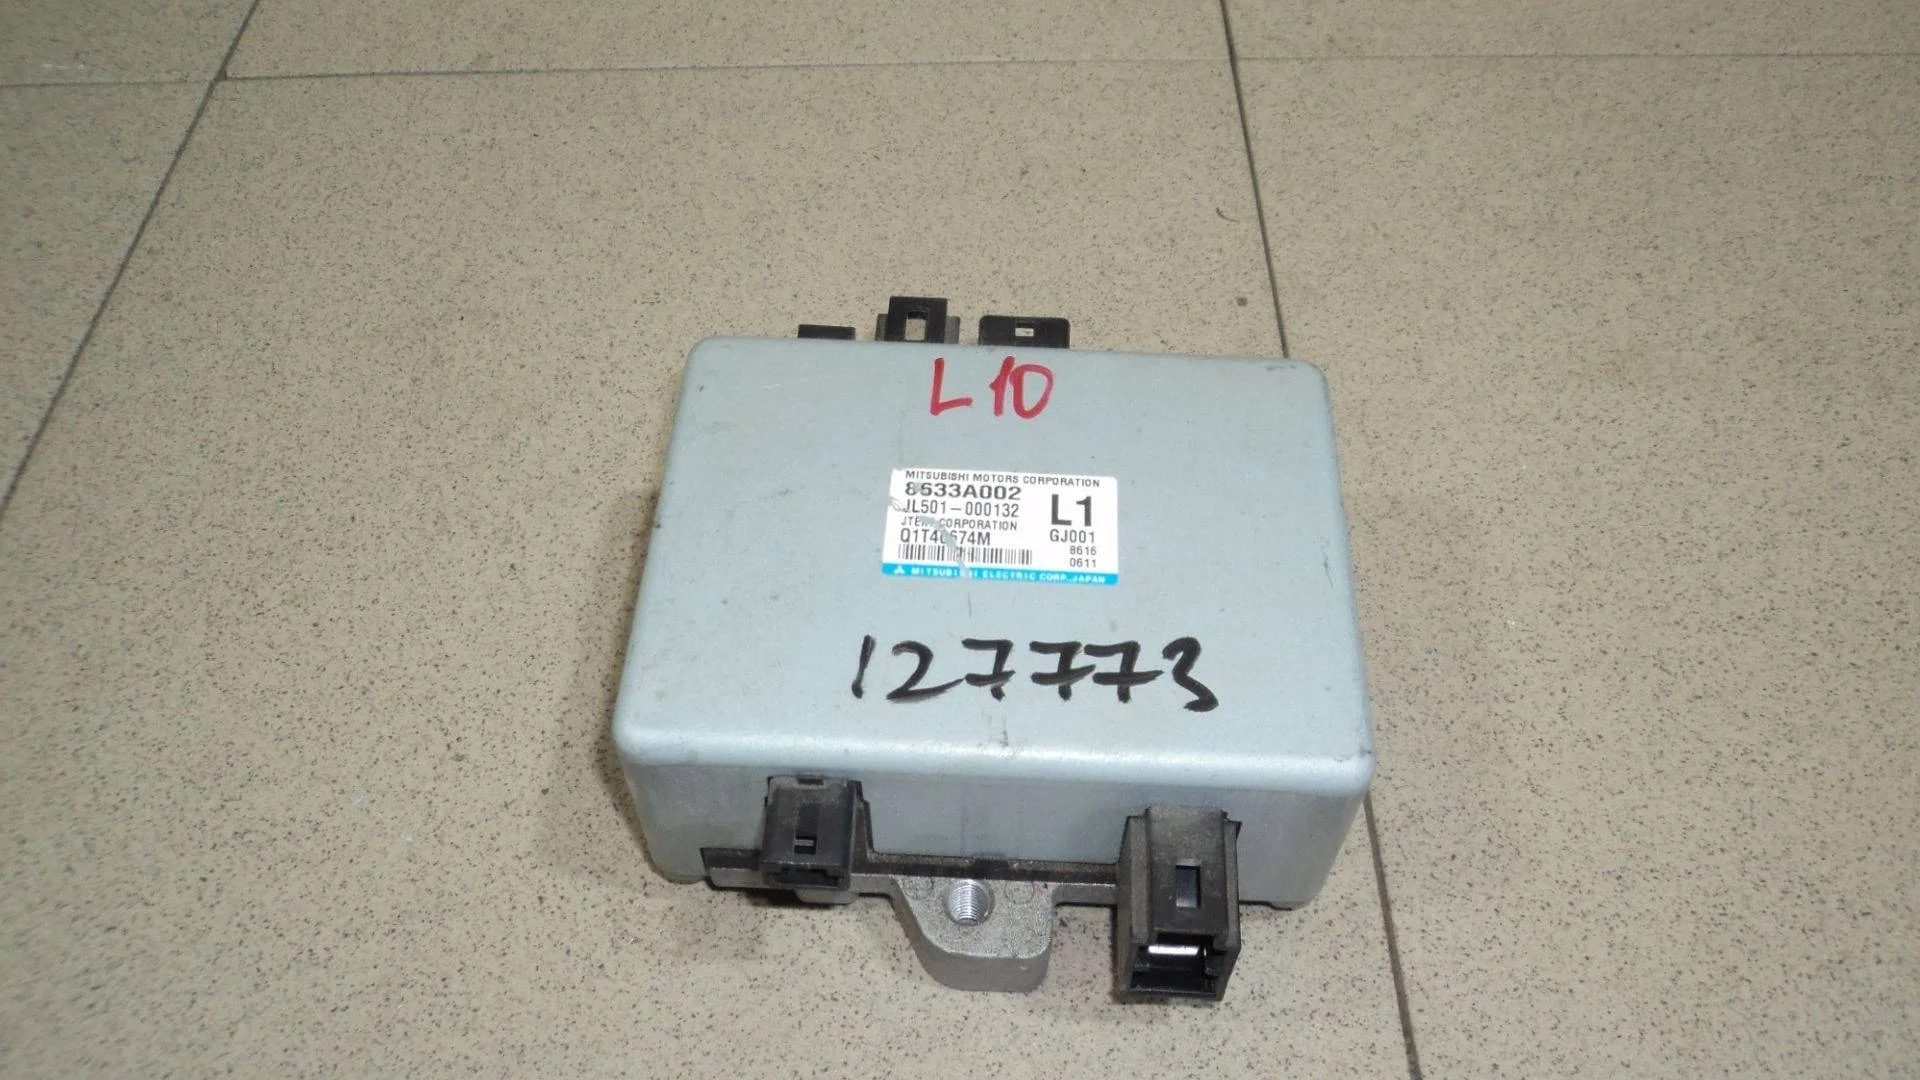 L10
MITSUBISHI MOTORS CORPORATION
8633A002
JL501-000132
L1
JTEKT CORPORATION
GJ001
8616
0611
MITSUBISHI ELECTRIC CORP. JAPAN
127773